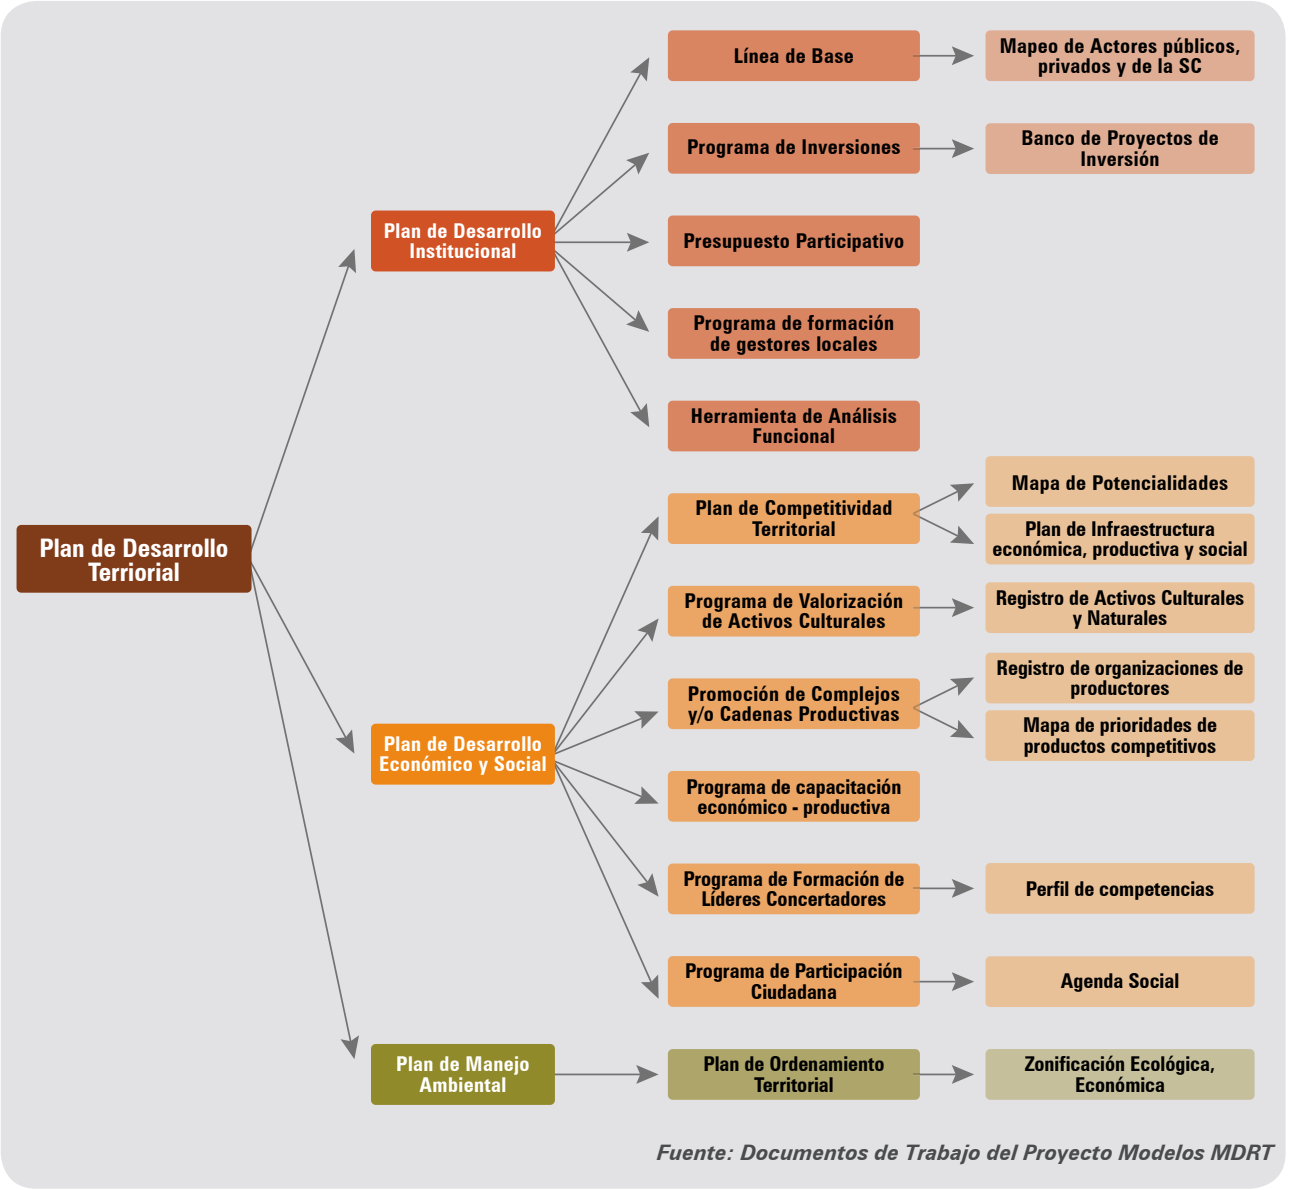 Plan de Desarrollo
Terriorial
Plan de Desarrollo
Institucional
Línea de Base
Mapeo de Actores públicos,
privados y de la SC
Programa de Inversiones
Banco de Proyectos de
Inversión
Presupuesto Participativo
Programa de formación
de gestores locales
Herramienta de Análisis
Funcional
Plan de Desarrollo
Económico y Social
Plan de Competitividad
Territorial
Mapa de Potencialidades
Plan de Infraestructura
económica, productiva y social
Programa de Valorización
de Activos Culturales
Registro de Activos Culturales
y Naturales
Promoción de Complejos
y/o Cadenas Productivas
Registro de organizaciones de
productores
Mapa de prioridades de
productos competitivos
Programa de capacitación
económico - productiva
Programa de Formación de
Líderes Concertadores
Perfil de competencias
Programa de Participación
Ciudadana
Agenda Social
Plan de Manejo
Ambiental
Plan de Ordenamiento
Territorial
Zonificación Ecológica,
Económica
Fuente: Documentos de Trabajo del Proyecto Modelos MDRT